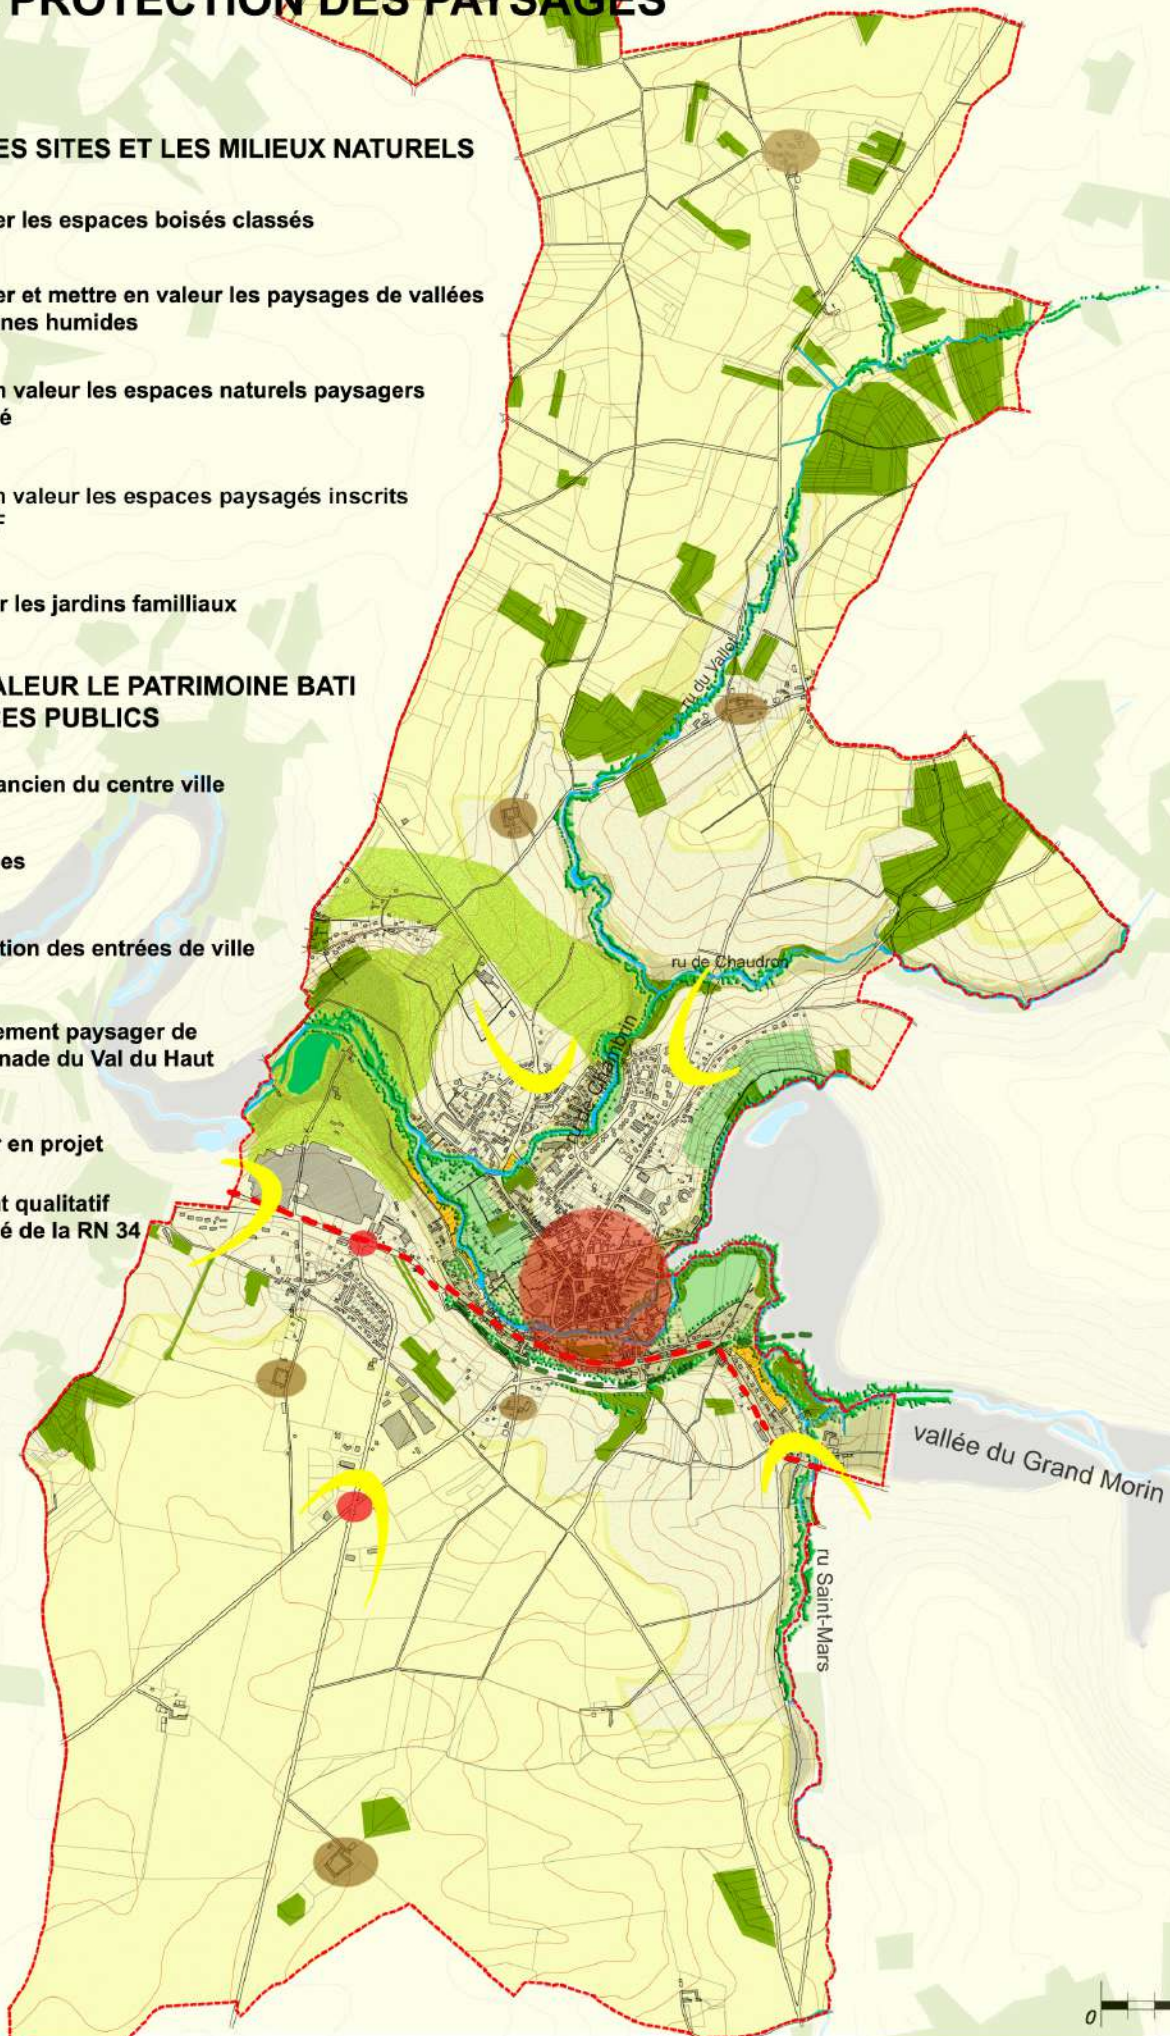 PROTECTION DES PAYSAGES
ES SITES ET LES MILIEUX NATURELS
er les espaces boisés classés
er et mettre en valeur les paysages de vallées
nes humides
n valeur les espaces naturels paysagers
é
n valeur les espaces paysagés inscrits
F
r les jardins familliaux
ALEUR LE PATRIMOINE BATI
CES PUBLICS
ancien du centre ville
es
tion des entrées de ville
ement paysager de
nade du Val du Haut
r en projet
t qualitatif
é de la RN 34
ru du Vallot
ru de Chaudron
ru de Chambun
vallée du Grand Morin
ru Saint-Mars
0